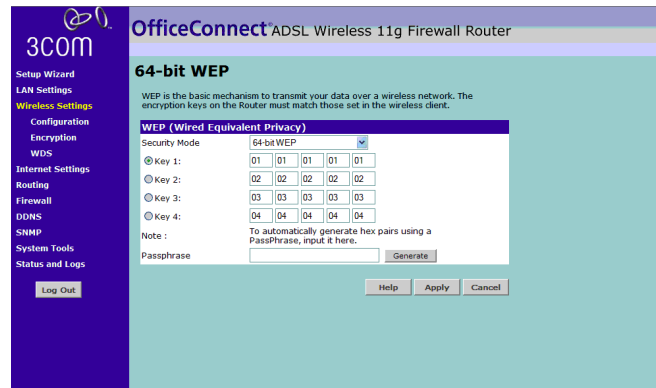 3COM
OfficeConnect® ADSL Wireless 11g Firewall Router
Setup Wizard
LAN Settings
Wireless Settings
Configuration
Encryption
WDS
Internet Settings
Routing
Firewall
DDNS
SNMP
System Tools
Status and Logs
Log Out
64-bit WEP
WEP is the basic mechanism to transmit your data over a wireless network. The
encryption keys on the Router must match those set in the wireless client.
WEP (Wired Equivalent Privacy)
Security Mode 64-bit WEP
Key 1: 01 01 01 01 01
Key 2: 02 02 02 02 02
Key 3: 03 03 03 03 03
Key 4: 04 04 04 04 04
Note : To automatically generate hex pairs using a
PassPhrase, input it here.
Passphrase Generate
Help Apply Cancel